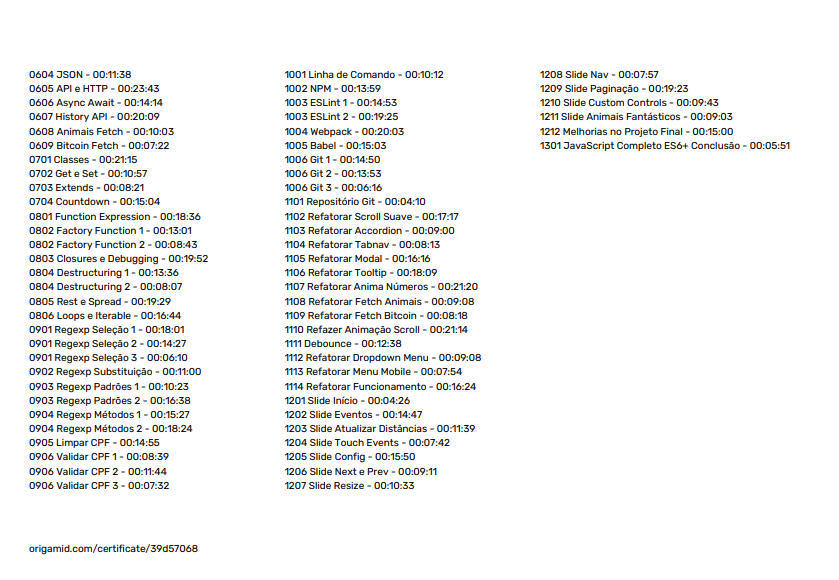 0604 JSON - 00:11:38
0605 API e HTTP - 00:23:43
0606 Async Await - 00:14:14
0607 History API - 00:20:09
0608 Animais Fetch - 00:10:03
0609 Bitcoin Fetch - 00:07:22
0701 Classes - 00:21:15
0702 Get e Set - 00:10:57
0703 Extends - 00:08:21
0704 Countdown - 00:15:04
0801 Function Expression - 00:18:36
0802 Factory Function 1 - 00:13:01
0802 Factory Function 2 - 00:08:43
0803 Closures e Debugging - 00:19:52
0804 Destructuring 1 - 00:13:36
0804 Destructuring 2 - 00:08:07
0805 Rest e Spread - 00:19:29
0806 Loops e Iterable - 00:16:44
0901 Regexp Seleção 1 - 00:18:01
0901 Regexp Seleção 2 - 00:14:27
0901 Regexp Seleção 3 - 00:06:10
0902 Regexp Substituição - 00:11:00
0903 Regexp Padrões 1 - 00:10:23
0903 Regexp Padrões 2 - 00:16:38
0904 Regexp Métodos 1 - 00:15:27
0904 Regexp Métodos 2 - 00:18:24
0905 Limpar CPF - 00:14:55
0906 Validar CPF 1 - 00:08:39
0906 Validar CPF 2 - 00:11:44
0906 Validar CPF 3 - 00:07:32
1001 Linha de Comando - 00:10:12
1002 NPM - 00:13:59
1003 ESLint 1 - 00:14:53
1003 ESLint 2 - 00:19:25
1004 Webpack - 00:20:03
1005 Babel - 00:15:03
1006 Git 1 - 00:14:50
1006 Git 2 - 00:13:53
1006 Git 3 - 00:06:16
1101 Repositório Git - 00:04:10
1102 Refatorar Scroll Suave - 00:17:17
1103 Refatorar Accordion - 00:09:00
1104 Refatorar Tabnav - 00:08:13
1105 Refatorar Modal - 00:16:16
1106 Refatorar Tooltip - 00:18:09
1107 Refatorar Anima Números - 00:21:20
1108 Refatorar Fetch Animais - 00:09:08
1109 Refatorar Fetch Bitcoin - 00:08:18
1110 Refazer Animação Scroll - 00:21:14
1111 Debounce - 00:12:38
1112 Refatorar Dropdown Menu - 00:09:08
1113 Refatorar Menu Mobile - 00:07:54
1114 Refatorar Funcionamento - 00:16:24
1201 Slide Início - 00:04:26
1202 Slide Eventos - 00:14:47
1203 Slide Atualizar Distâncias - 00:11:39
1204 Slide Touch Events - 00:07:42
1205 Slide Config - 00:15:50
1206 Slide Next e Prev - 00:09:11
1207 Slide Resize - 00:10:33
1208 Slide Nav - 00:07:57
1209 Slide Paginação - 00:19:23
1210 Slide Custom Controls - 00:09:43
1211 Slide Animais Fantásticos - 00:09:03
1212 Melhorias no Projeto Final - 00:15:00
1301 JavaScript Completo ES6+ Conclusão - 00:05:51
origamid.com/certificate/39d57068